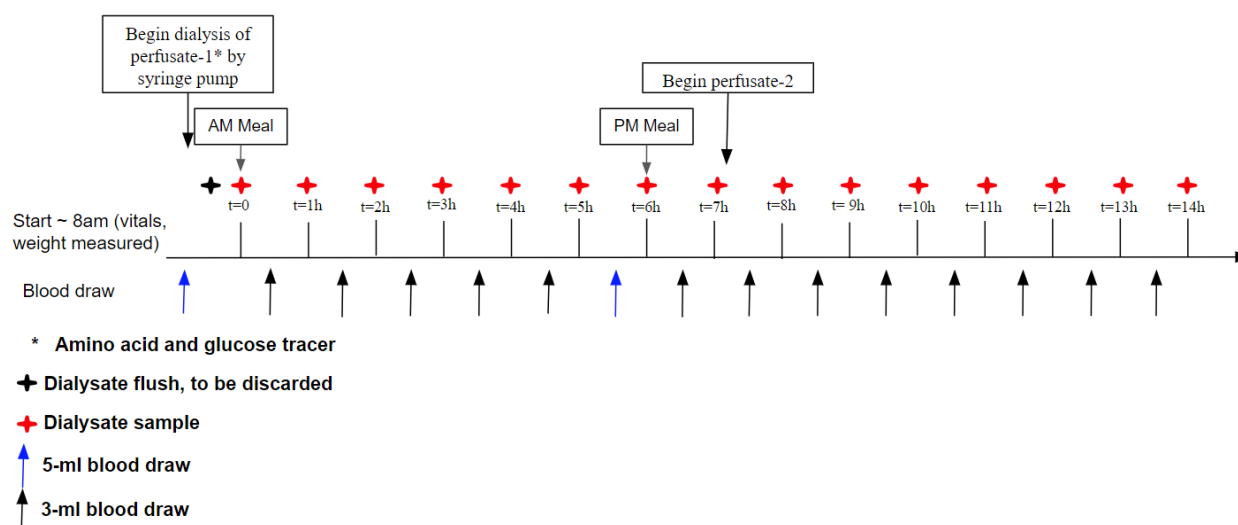 Begin dialysis of
perfusate-1* by
syringe pump
Begin perfusate-2
AM Meal
PM Meal
t=0
t=1h
t=2h
t=3h
t=4h
t=5h
t=6h
t=7h
t=8h
t=9h
t=10h
t=11h
t=12h
t=13h
t=14h
Start ~ 8am (vitals,
weight measured)
Blood draw
* Amino acid and glucose tracer
Dialysate flush, to be discarded
Dialysate sample
5-ml blood draw
3-ml blood draw